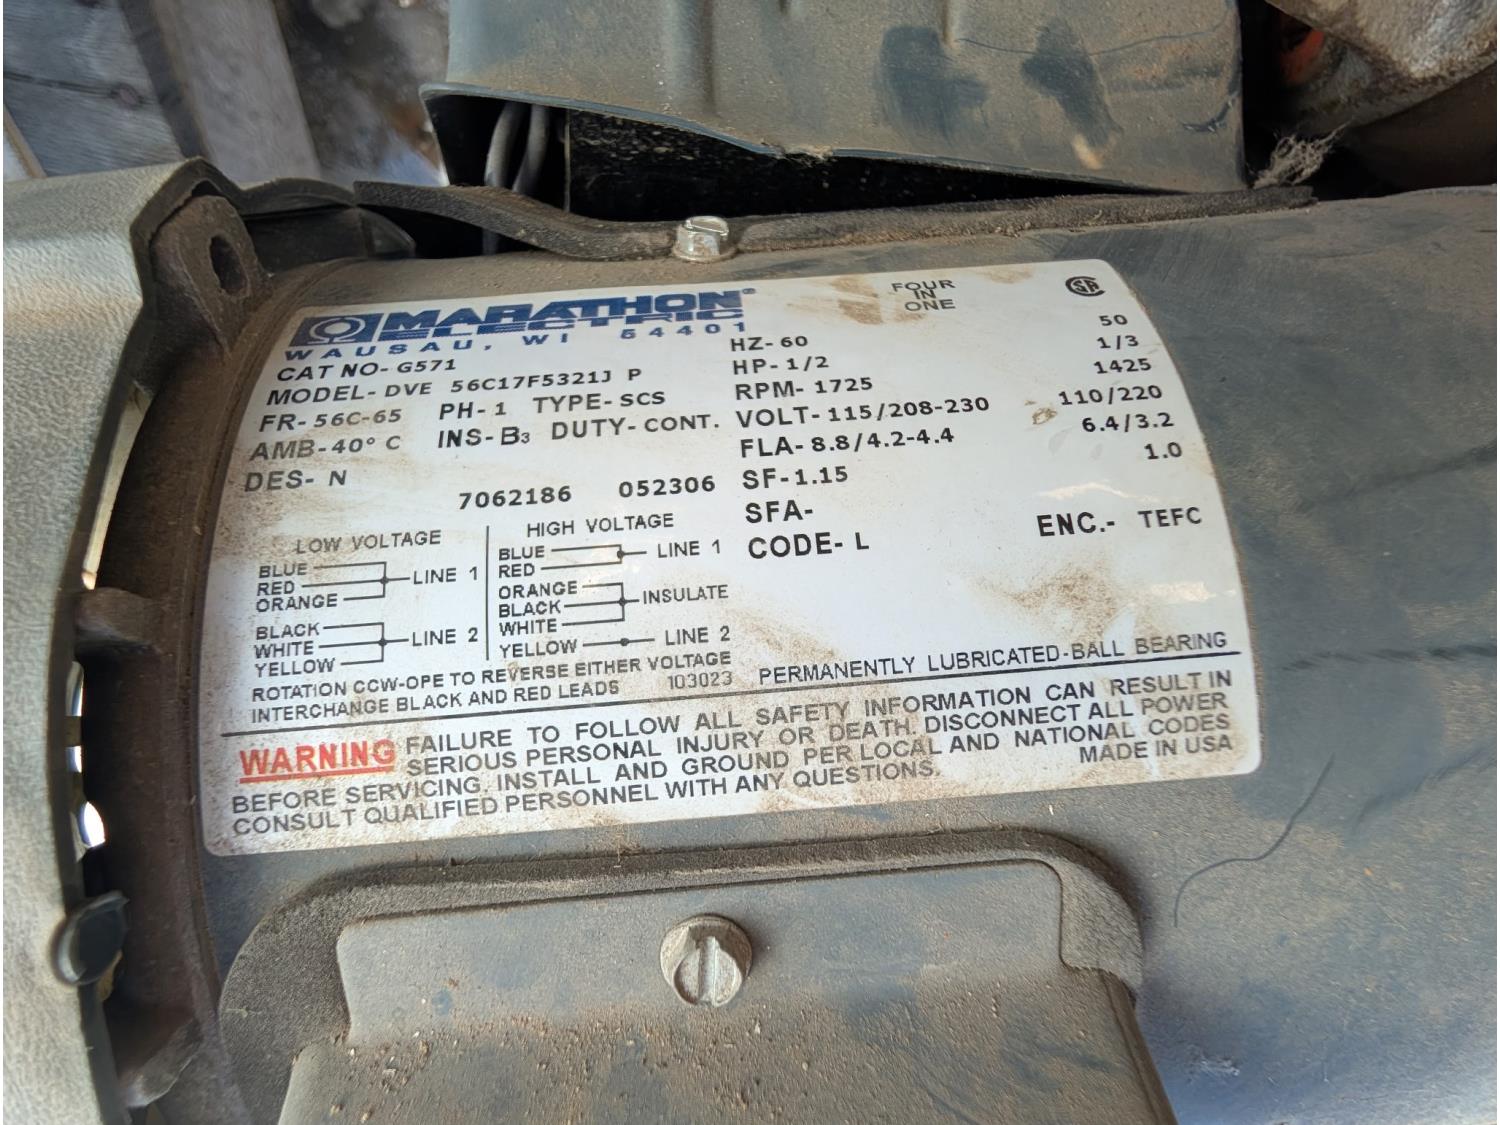 MARATHON®
ELECTRIC
WAUSAU, WI 54401
FOUR
IN
ONE
CAT NO- G571
MODEL- DVE 56C17F5321J P
FR- 56C-65 PH- 1 TYPE- SCS
AMB- 40° C INS- B3 DUTY- CONT.
DES- N
7062186 052306
HZ- 60 50
HP- 1/2 1/3
RPM- 1725 1425
VOLT- 115/208-230 110/220
FLA- 8.8/4.2-4.4 6.4/3.2
SF- 1.15 1.0
SFA-
CODE- L ENC.- TEFC
LOW VOLTAGE
BLUE
RED
ORANGE
LINE 1
BLACK
WHITE
YELLOW
LINE 2
HIGH VOLTAGE
BLUE
RED
LINE 1
ORANGE
BLACK
WHITE
INSULATE
YELLOW LINE 2
ROTATION CCW-OPE TO REVERSE EITHER VOLTAGE
INTERCHANGE BLACK AND RED LEADS 103023
PERMANENTLY LUBRICATED-BALL BEARING
WARNING FAILURE TO FOLLOW ALL SAFETY INFORMATION CAN RESULT IN
SERIOUS PERSONAL INJURY OR DEATH. DISCONNECT ALL POWER
BEFORE SERVICING. INSTALL AND GROUND PER LOCAL AND NATIONAL CODES
CONSULT QUALIFIED PERSONNEL WITH ANY QUESTIONS.
MADE IN USA